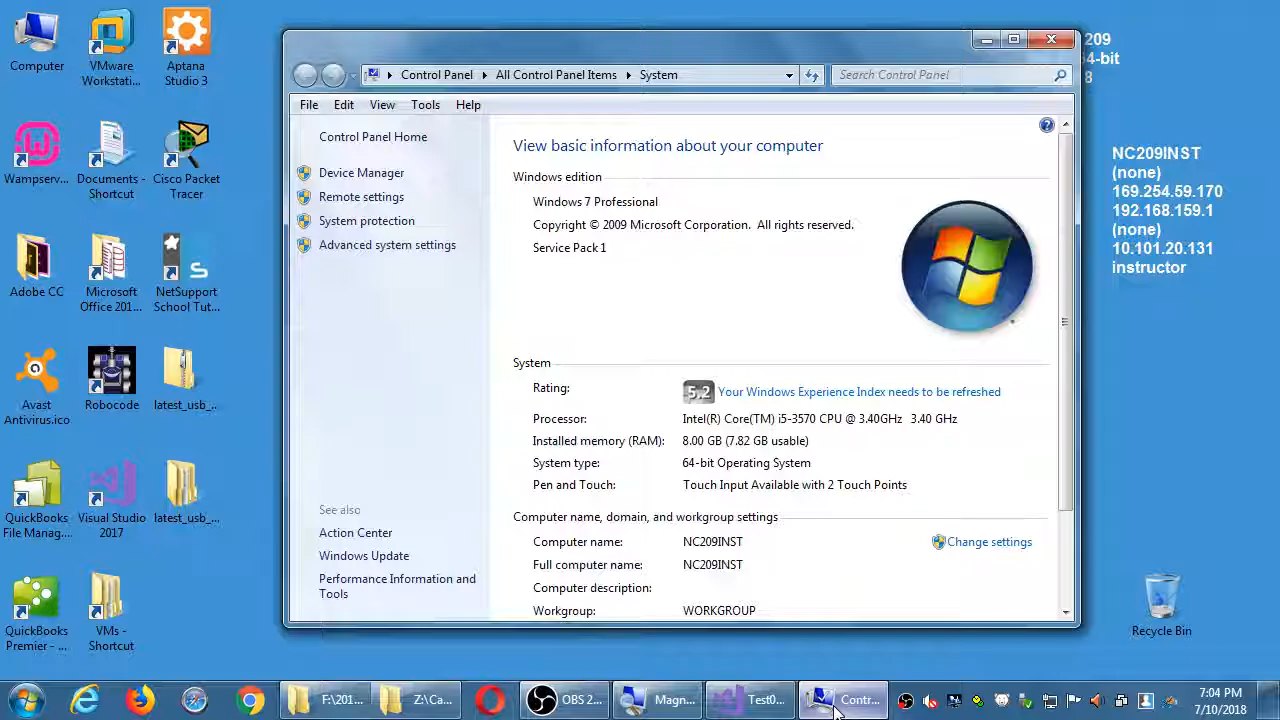 Computer
VMware
Workstati...
Aptana
Studio 3
Wampserv...
Documents -
Shortcut
Cisco Packet
Tracer
Adobe CC
Microsoft
Office 201...
NetSupport
School Tut...
Avast
Antivirus.ico
Robocode
latest_usb_...
QuickBooks
File Manag...
Visual Studio
2017
latest_usb_...
QuickBooks
Premier - ...
VMs -
Shortcut
Control Panel
All Control Panel Items
System
Search Control Panel
File Edit View Tools Help
Control Panel Home
Device Manager
Remote settings
System protection
Advanced system settings
See also
Action Center
Windows Update
Performance Information and
Tools
View basic information about your computer
Windows edition
Windows 7 Professional
Copyright © 2009 Microsoft Corporation. All rights reserved.
Service Pack 1
System
Rating: 5.2 Your Windows Experience Index needs to be refreshed
Processor: Intel(R) Core(TM) i5-3570 CPU @ 3.40GHz 3.40 GHz
Installed memory (RAM): 8.00 GB (7.82 GB usable)
System type: 64-bit Operating System
Pen and Touch: Touch Input Available with 2 Touch Points
Computer name, domain, and workgroup settings
Computer name: NC209INST
Change settings
Full computer name: NC209INST
Computer description:
Workgroup: WORKGROUP
209
4-bit
8
NC209INST
(none)
169.254.59.170
192.168.159.1
(none)
10.101.20.131
instructor
Recycle Bin
F:\201...
Z:\Ca...
OBS 2...
Magn...
Test0...
Contr...
7:04 PM
7/10/2018